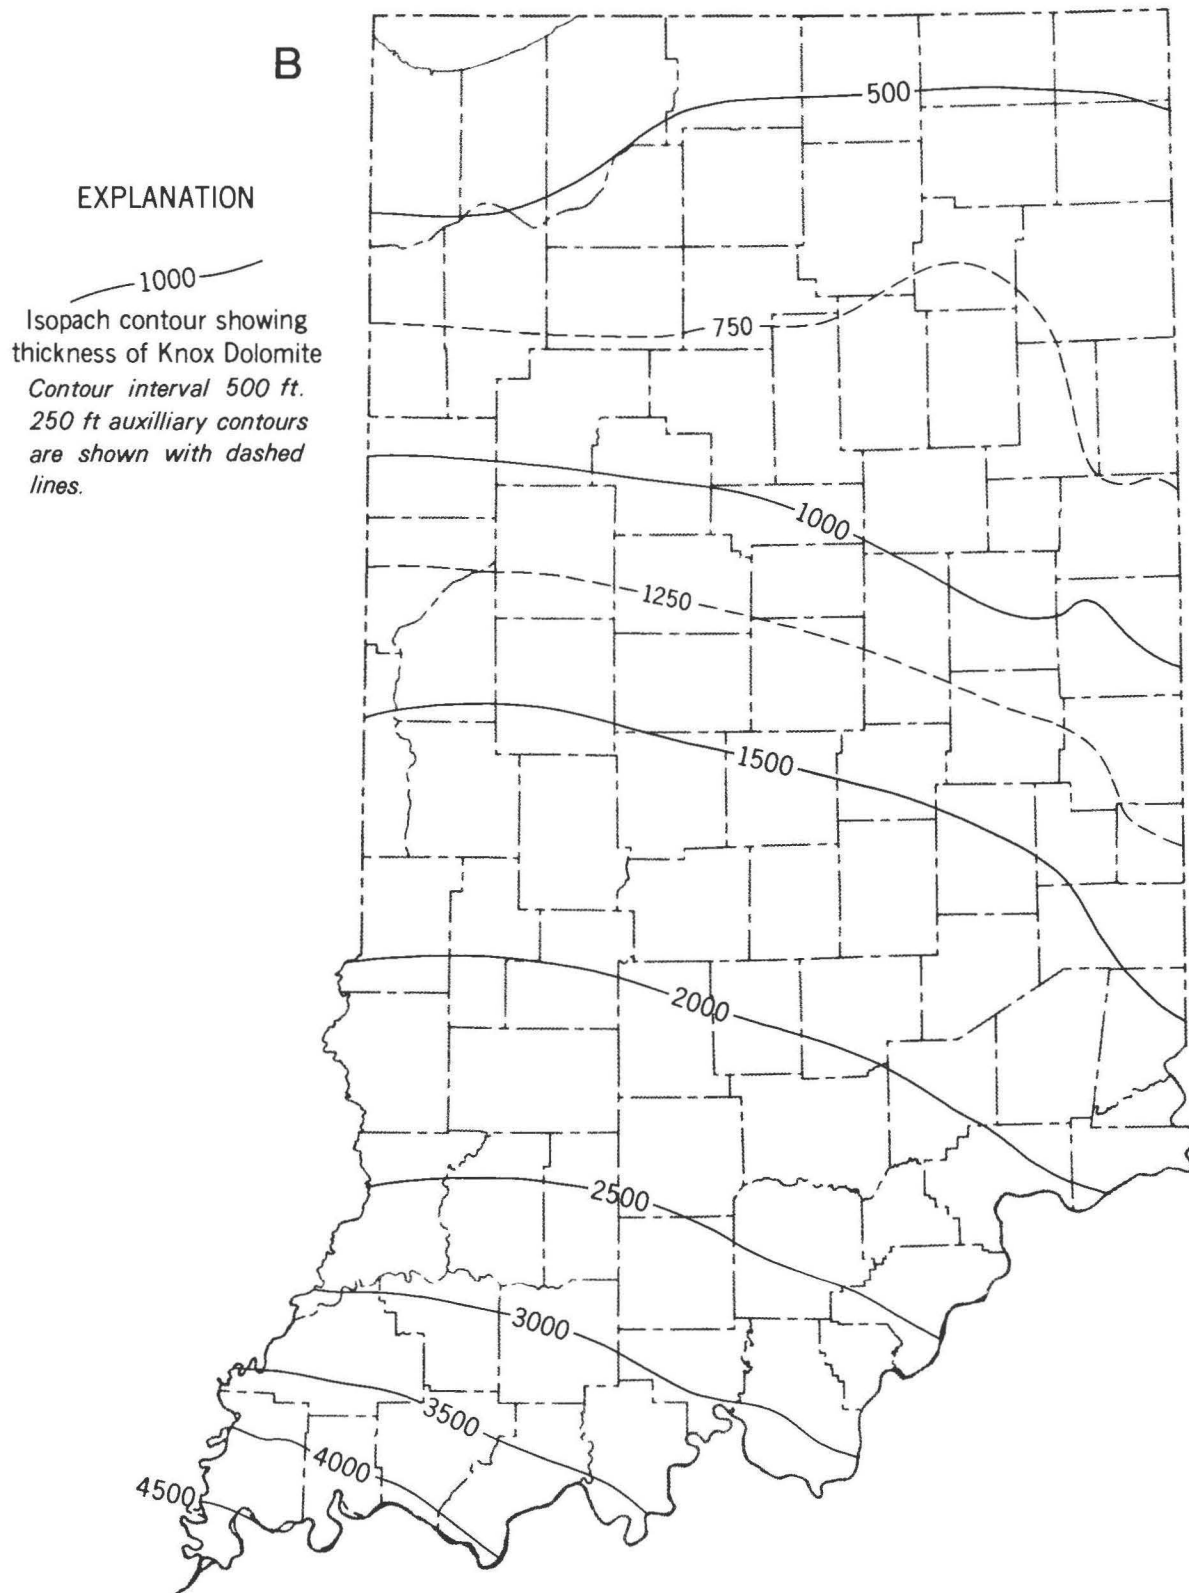 B
EXPLANATION
1000
Isopach contour showing
thickness of Knox Dolomite
Contour interval 500 ft.
250 ft auxilliary contours
are shown with dashed
lines.
500
750
1000
1250
1500
2000
2500
3000
3500
4000
4500